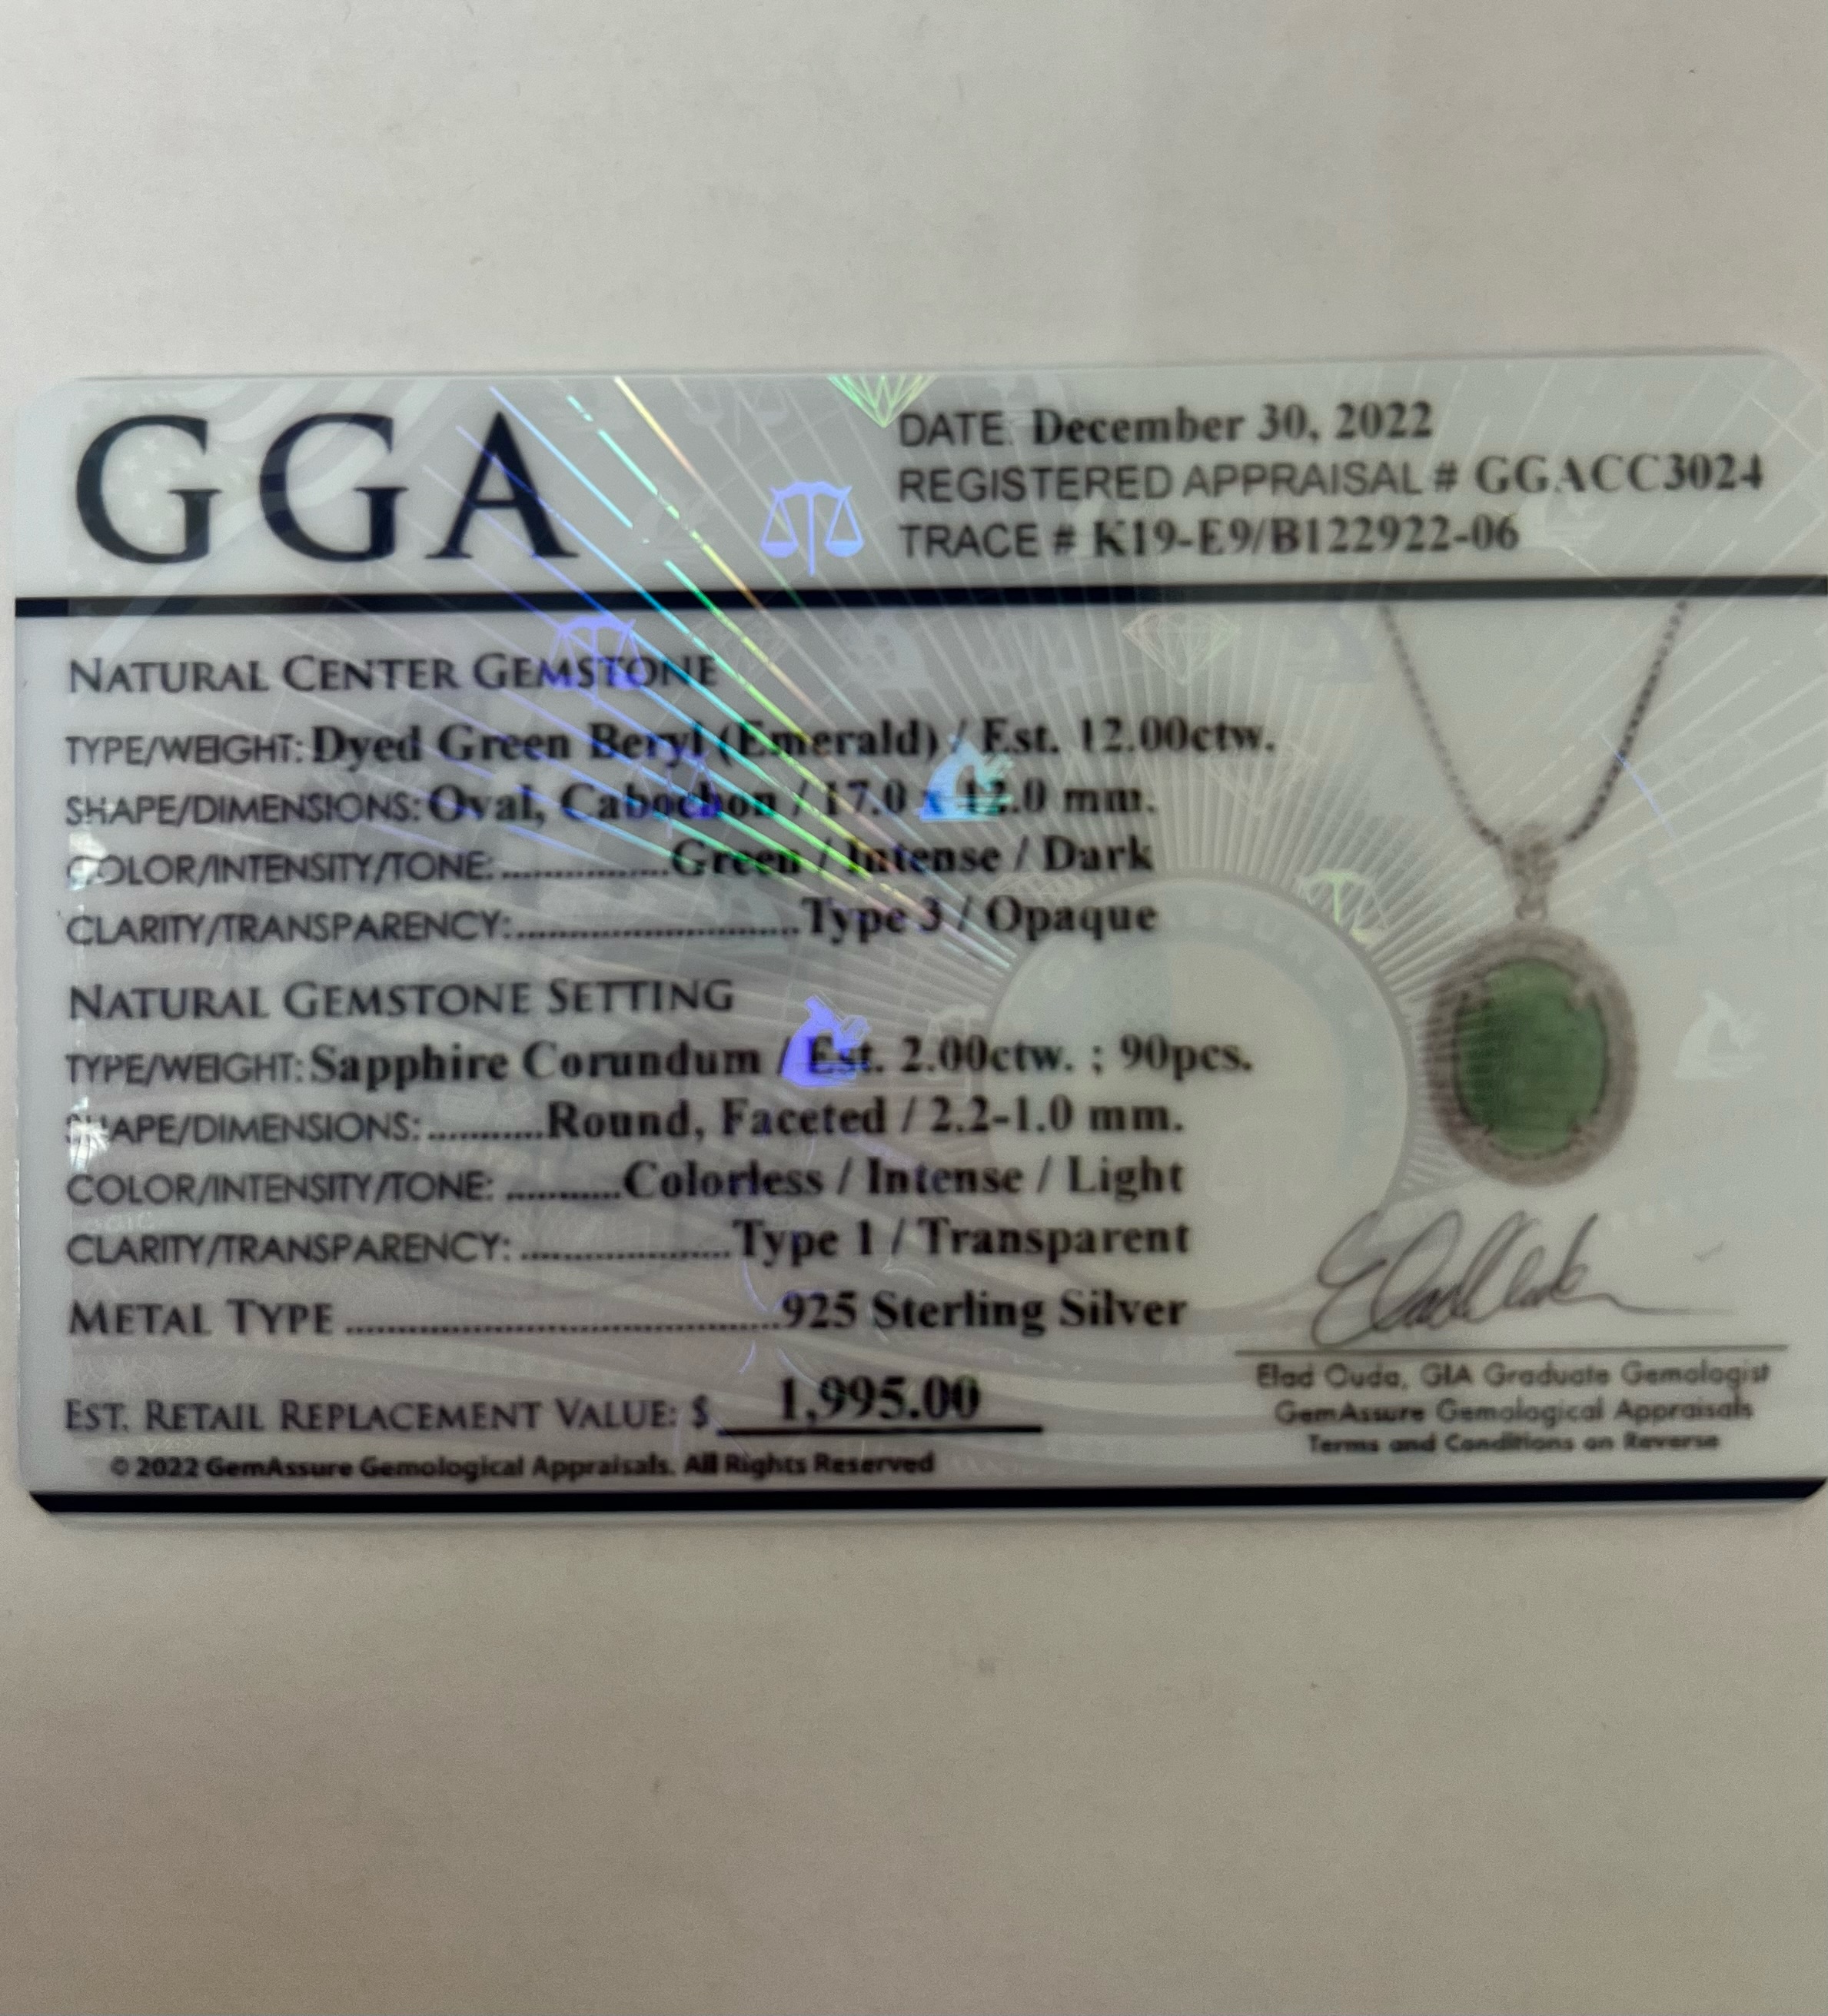 GGA
DATE: December 30, 2022
REGISTERED APPRAISAL # GGACC3024
TRACE # K19-E9/B122922-06
NATURAL CENTER GEMSTONE
TYPE/WEIGHT: Dyed Green Beryl (Emerald) / Est. 12.00ctw.
SHAPE/DIMENSIONS: Oval, Cabochon / 17.0 x 12.0 mm.
COLOR/INTENSITY/TONE:................Green / Intense / Dark
CLARITY/TRANSPARENCY:...........................Type 3 / Opaque
NATURAL GEMSTONE SETTING
TYPE/WEIGHT: Sapphire Corundum / Est. 2.00ctw. ; 90pcs.
SHAPE/DIMENSIONS:...........Round, Faceted / 2.2-1.0 mm.
COLOR/INTENSITY/TONE: ...........Colorless / Intense / Light
CLARITY/TRANSPARENCY: ....................Type 1 / Transparent
METAL TYPE ..........................................925 Sterling Silver
EST. RETAIL REPLACEMENT VALUE: $ 1,995.00
© 2022 GemAssure Gemological Appraisals. All Rights Reserved
Elad Ouda, GIA Graduate Gemologist
GemAssure Gemological Appraisals
Terms and Conditions on Reverse